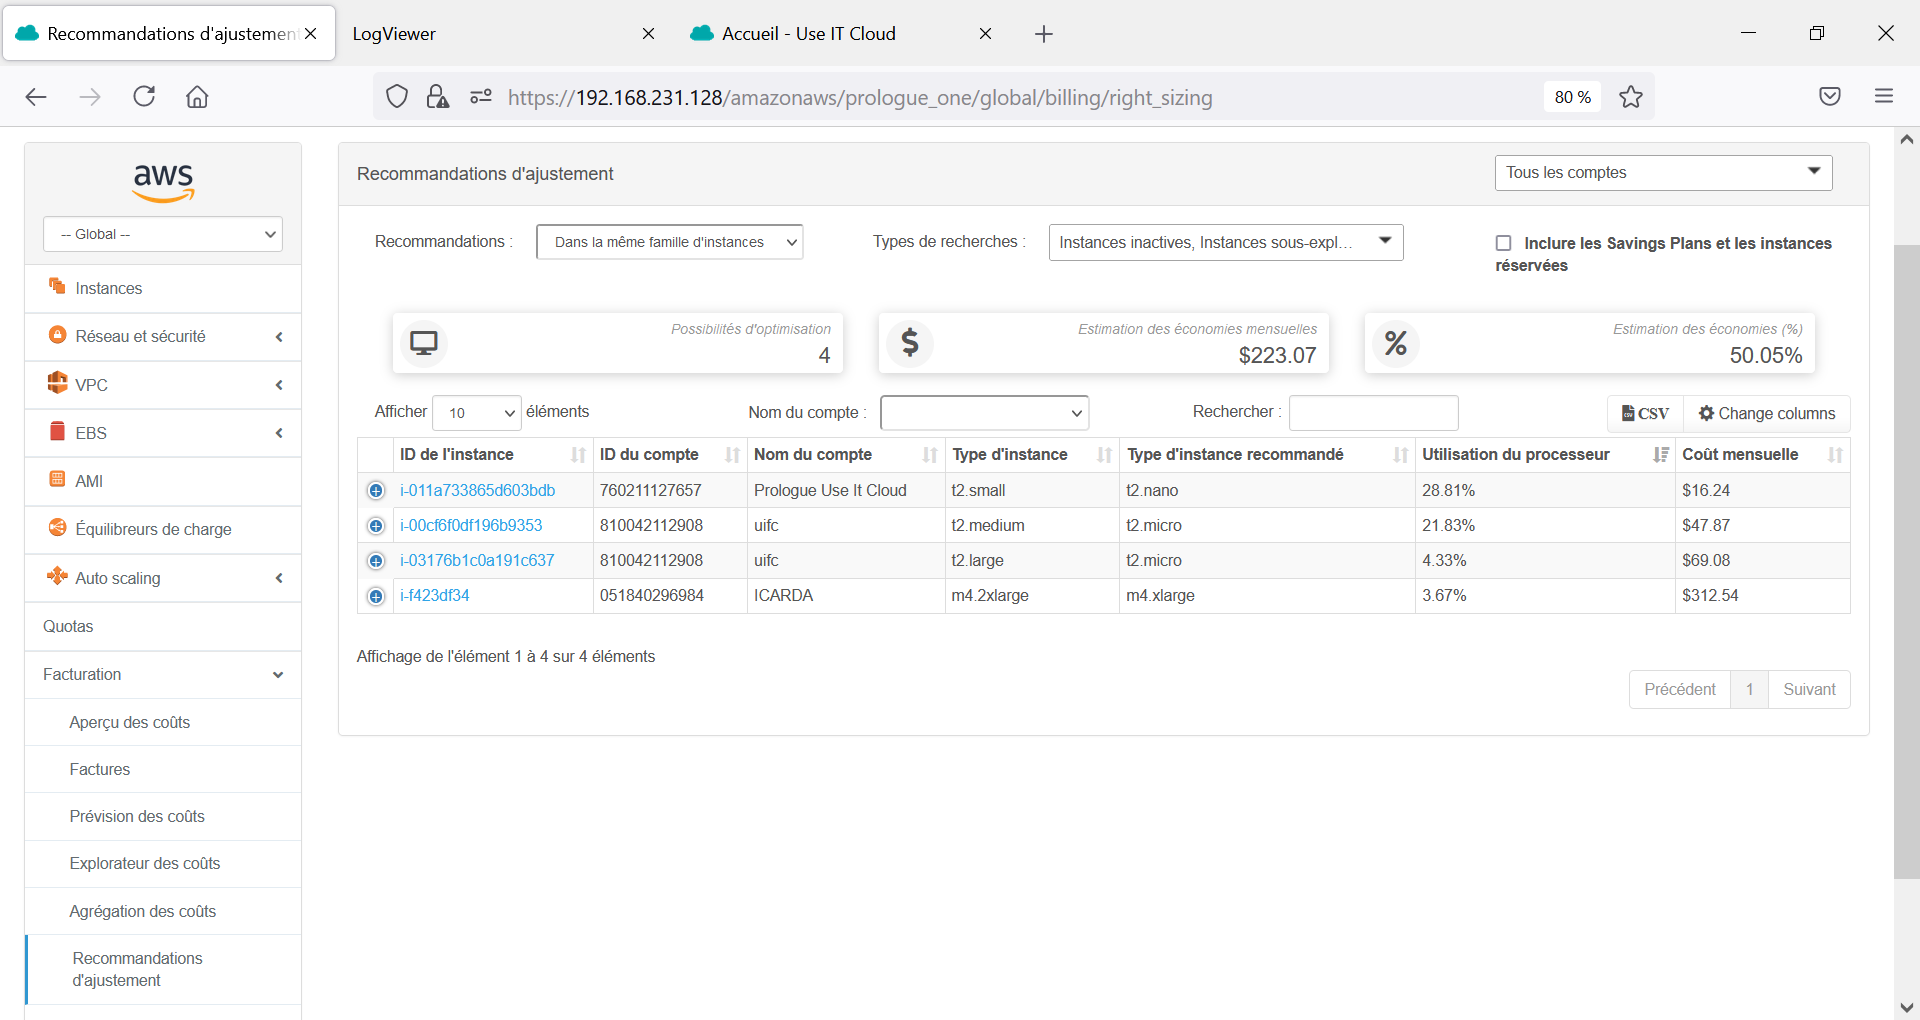 Recommandations d'ajustemen
LogViewer
Accueil - Use IT Cloud
https://192.168.231.128/amazonaws/prologue_one/global/billing/right_sizing
80 %
aws
-- Global --
Instances
Réseau et sécurité
VPC
EBS
AMI
Équilibreurs de charge
Auto scaling
Quotas
Facturation
Aperçu des coûts
Factures
Prévision des coûts
Explorateur des coûts
Agrégation des coûts
Recommandations
d'ajustement
Recommandations d'ajustement
Tous les comptes
Recommandations :
Dans la même famille d'instances
Types de recherches :
Instances inactives, Instances sous-expl...
Inclure les Savings Plans et les instances
réservées
Possibilités d'optimisation
4
$
Estimation des économies mensuelles
$223.07
%
Estimation des économies (%)
50.05%
Afficher 10 éléments
Nom du compte :
Rechercher :
CSV
Change columns
ID de l'instance ID du compte Nom du compte Type d'instance Type d'instance recommandé Utilisation du processeur Coût mensuelle
i-011a733865d603bdb 760211127657 Prologue Use It Cloud t2.small t2.nano 28.81% $16.24
i-00cf6f0df196b9353 810042112908 uifc t2.medium t2.micro 21.83% $47.87
i-03176b1c0a191c637 810042112908 uifc t2.large t2.micro 4.33% $69.08
i-f423df34 051840296984 ICARDA m4.2xlarge m4.xlarge 3.67% $312.54
Affichage de l'élément 1 à 4 sur 4 éléments
Précédent 1 Suivant